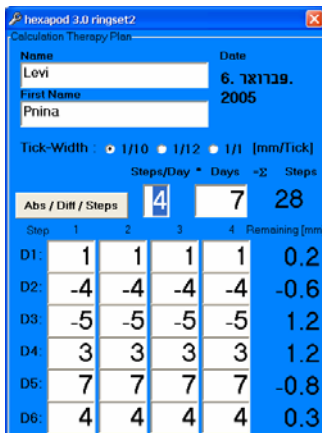 hexapod 3.0 ringset2
Calculation Therapy Plan
Name Date
Levi 6. פברואר.
First Name 2005
Pnina
Tick-Width : 1/10 1/12 1/1 [mm/Tick]
Steps/Day * Days =Σ Steps
Abs / Diff / Steps 4 7 28
Step 1 2 3 4 Remaining [mm
D1: 1 1 1 1 0.2
D2: -4 -4 -4 -4 -0.6
D3: -5 -5 -5 -5 1.2
D4: 3 3 3 3 1.2
D5: 7 7 7 7 -0.8
D6: 4 4 4 4 0.3